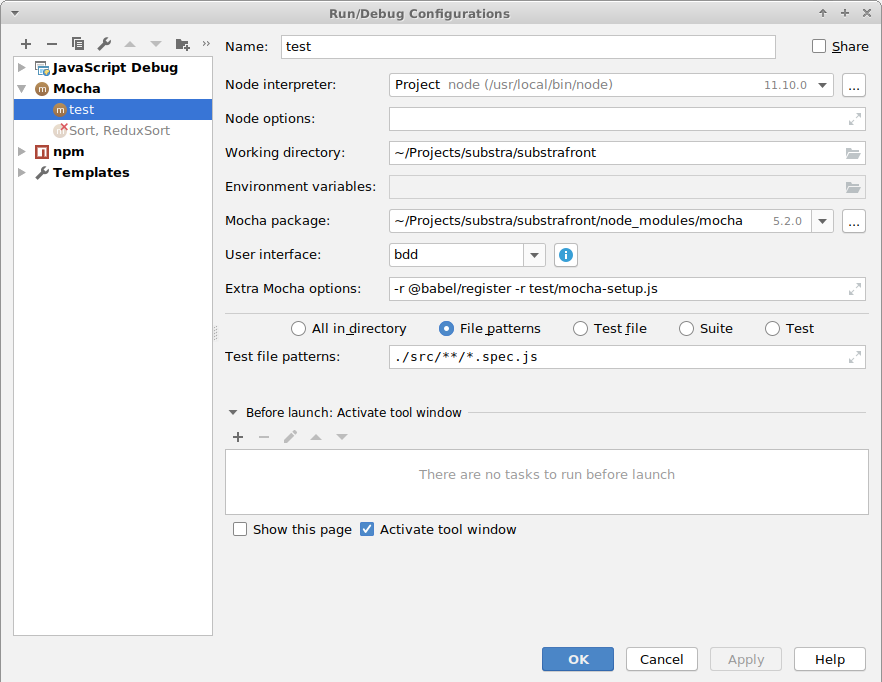 Run/Debug Configurations
Name: test Share
JavaScript Debug
Mocha
test
Sort, ReduxSort
npm
Templates
Node interpreter: Project node (/usr/local/bin/node) 11.10.0 ...
Node options:
Working directory: ~/Projects/substra/substrafront
Environment variables:
Mocha package: ~/Projects/substra/substrafront/node_modules/mocha 5.2.0 ...
User interface: bdd
Extra Mocha options: -r @babel/register -r test/mocha-setup.js
All in directory File patterns Test file Suite Test
Test file patterns: ./src/**/*.spec.js
Before launch: Activate tool window
There are no tasks to run before launch
Show this page Activate tool window
OK Cancel Apply Help